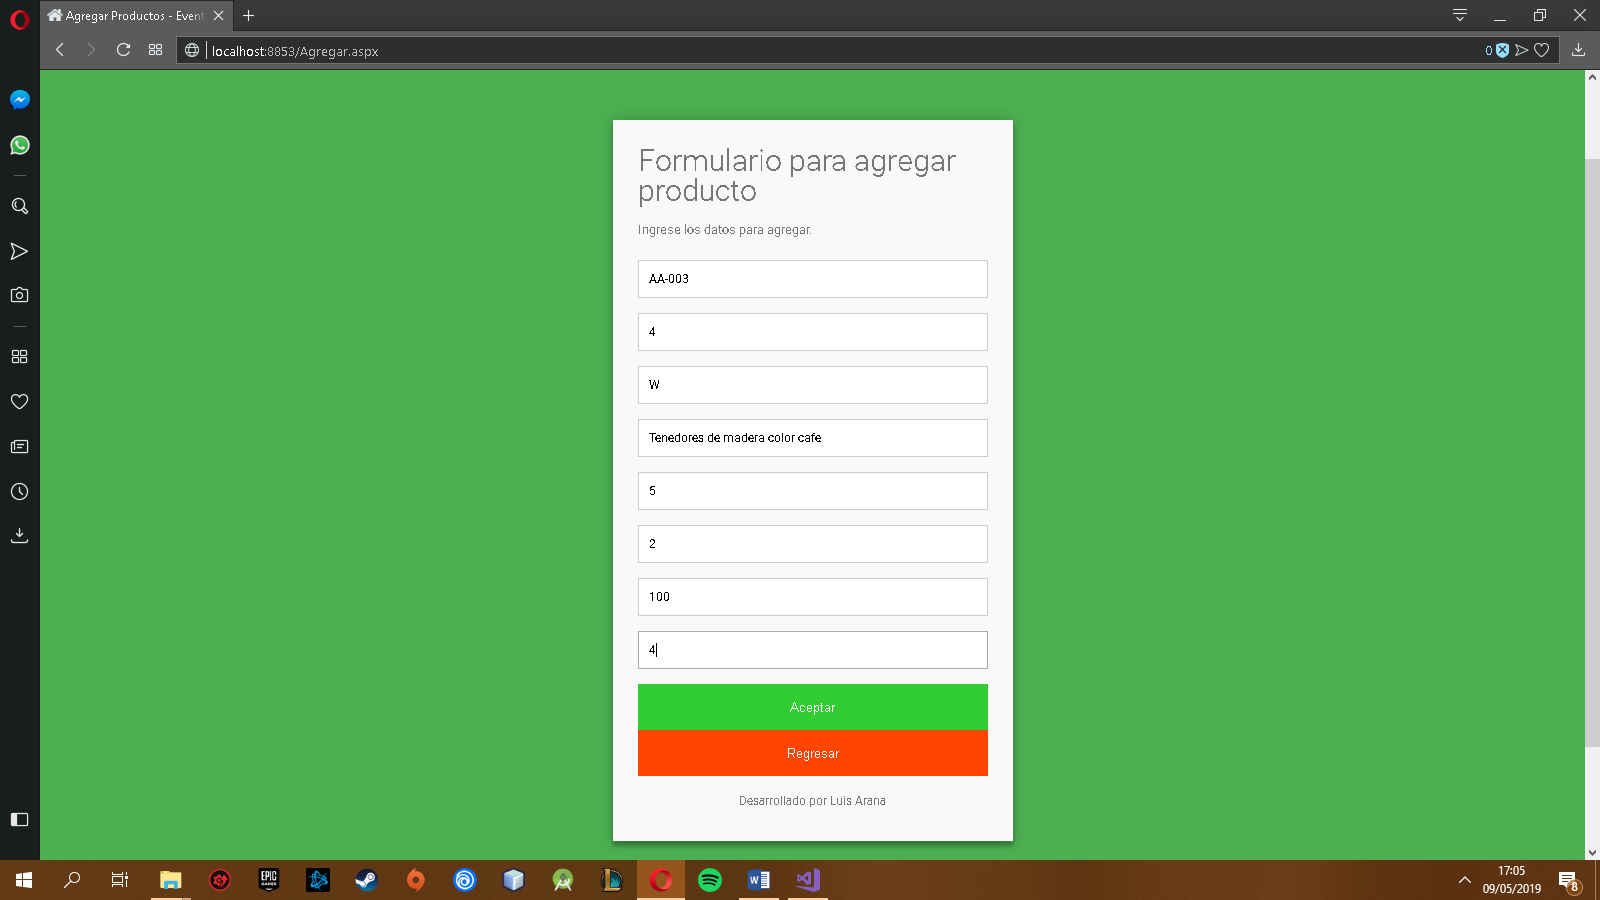 Agregar Productos - Event
localhost:8853/Agregar.aspx
0
Formulario para agregar
producto
Ingrese los datos para agregar.
AA-003
4
W
Tenedores de madera color cafe
5
2
100
4
Aceptar
Regresar
Desarrollado por Luis Arana
EPIC
GAMES
17:05
09/05/2019
8